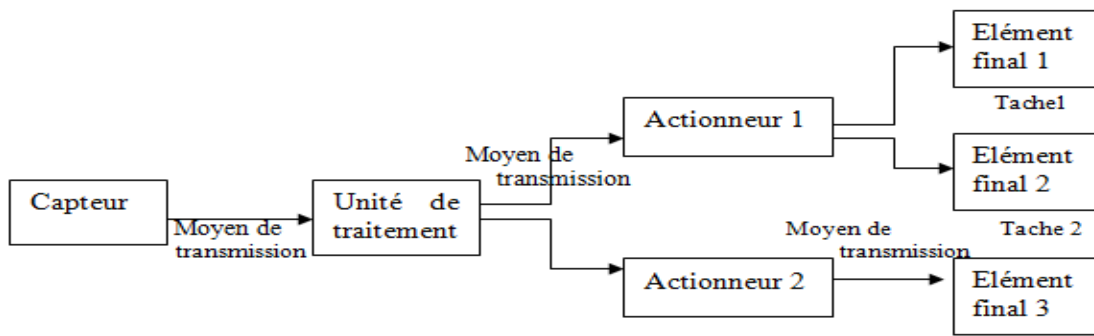 Capteur
Moyen de
transmission
Unité de
traitement
Moyen de
transmission
Actionneur 1
Elément
final 1
Tache1
Elément
final 2
Tache 2
Actionneur 2
Moyen de
transmission
Elément
final 3